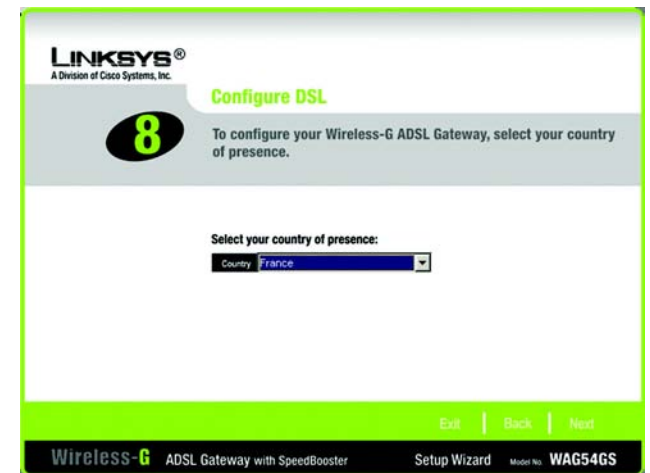 LINKSYS®
A Division of Cisco Systems, Inc.
Configure DSL
8
To configure your Wireless-G ADSL Gateway, select your country
of presence.
Select your country of presence:
Country France
Exit Back Next
Wireless-G ADSL Gateway with SpeedBooster Setup Wizard Model No. WAG54GS